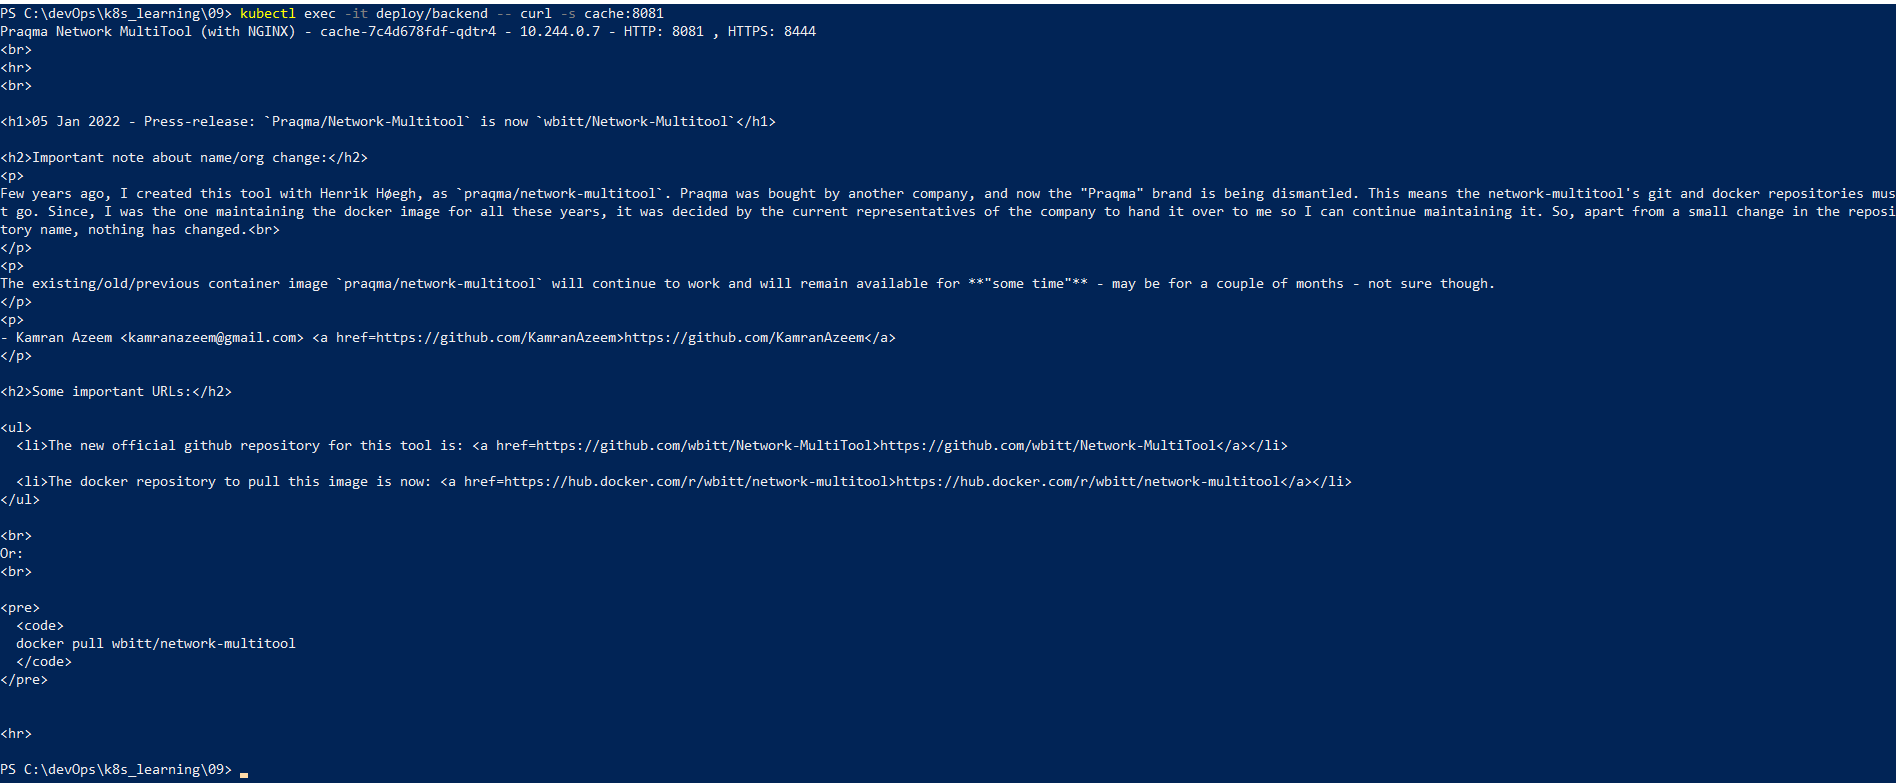 PS C:\devOps\k8s_learning\09> kubectl exec -it deploy/backend -- curl -s cache:8081
Praqma Network MultiTool (with NGINX) - cache-7c4d678fdf-qdtr4 - 10.244.0.7 - HTTP: 8081 , HTTPS: 8444
<br>
<hr>
<br>

<h1>05 Jan 2022 - Press-release: `Praqma/Network-Multitool` is now `wbitt/Network-Multitool`</h1>

<h2>Important note about name/org change:</h2>
<p>
Few years ago, I created this tool with Henrik Høegh, as `praqma/network-multitool`. Praqma was bought by another company, and now the "Praqma" brand is being dismantled. This means the network-multitool's git and docker repositories mus
t go. Since, I was the one maintaining the docker image for all these years, it was decided by the current representatives of the company to hand it over to me so I can continue maintaining it. So, apart from a small change in the reposi
tory name, nothing has changed.<br>
</p>
<p>
The existing/old/previous container image `praqma/network-multitool` will continue to work and will remain available for **"some time"** - may be for a couple of months - not sure though.
</p>
<p>
- Kamran Azeem <kamranazeem@gmail.com> <a href=https://github.com/KamranAzeem>https://github.com/KamranAzeem</a>
</p>

<h2>Some important URLs:</h2>

<ul>
  <li>The new official github repository for this tool is: <a href=https://github.com/wbitt/Network-MultiTool>https://github.com/wbitt/Network-MultiTool</a></li>

  <li>The docker repository to pull this image is now: <a href=https://hub.docker.com/r/wbitt/network-multitool>https://hub.docker.com/r/wbitt/network-multitool</a></li>
</ul>

<br>
Or:
<br>

<pre>
  <code>
  docker pull wbitt/network-multitool
  </code>
</pre>


<hr>

PS C:\devOps\k8s_learning\09>